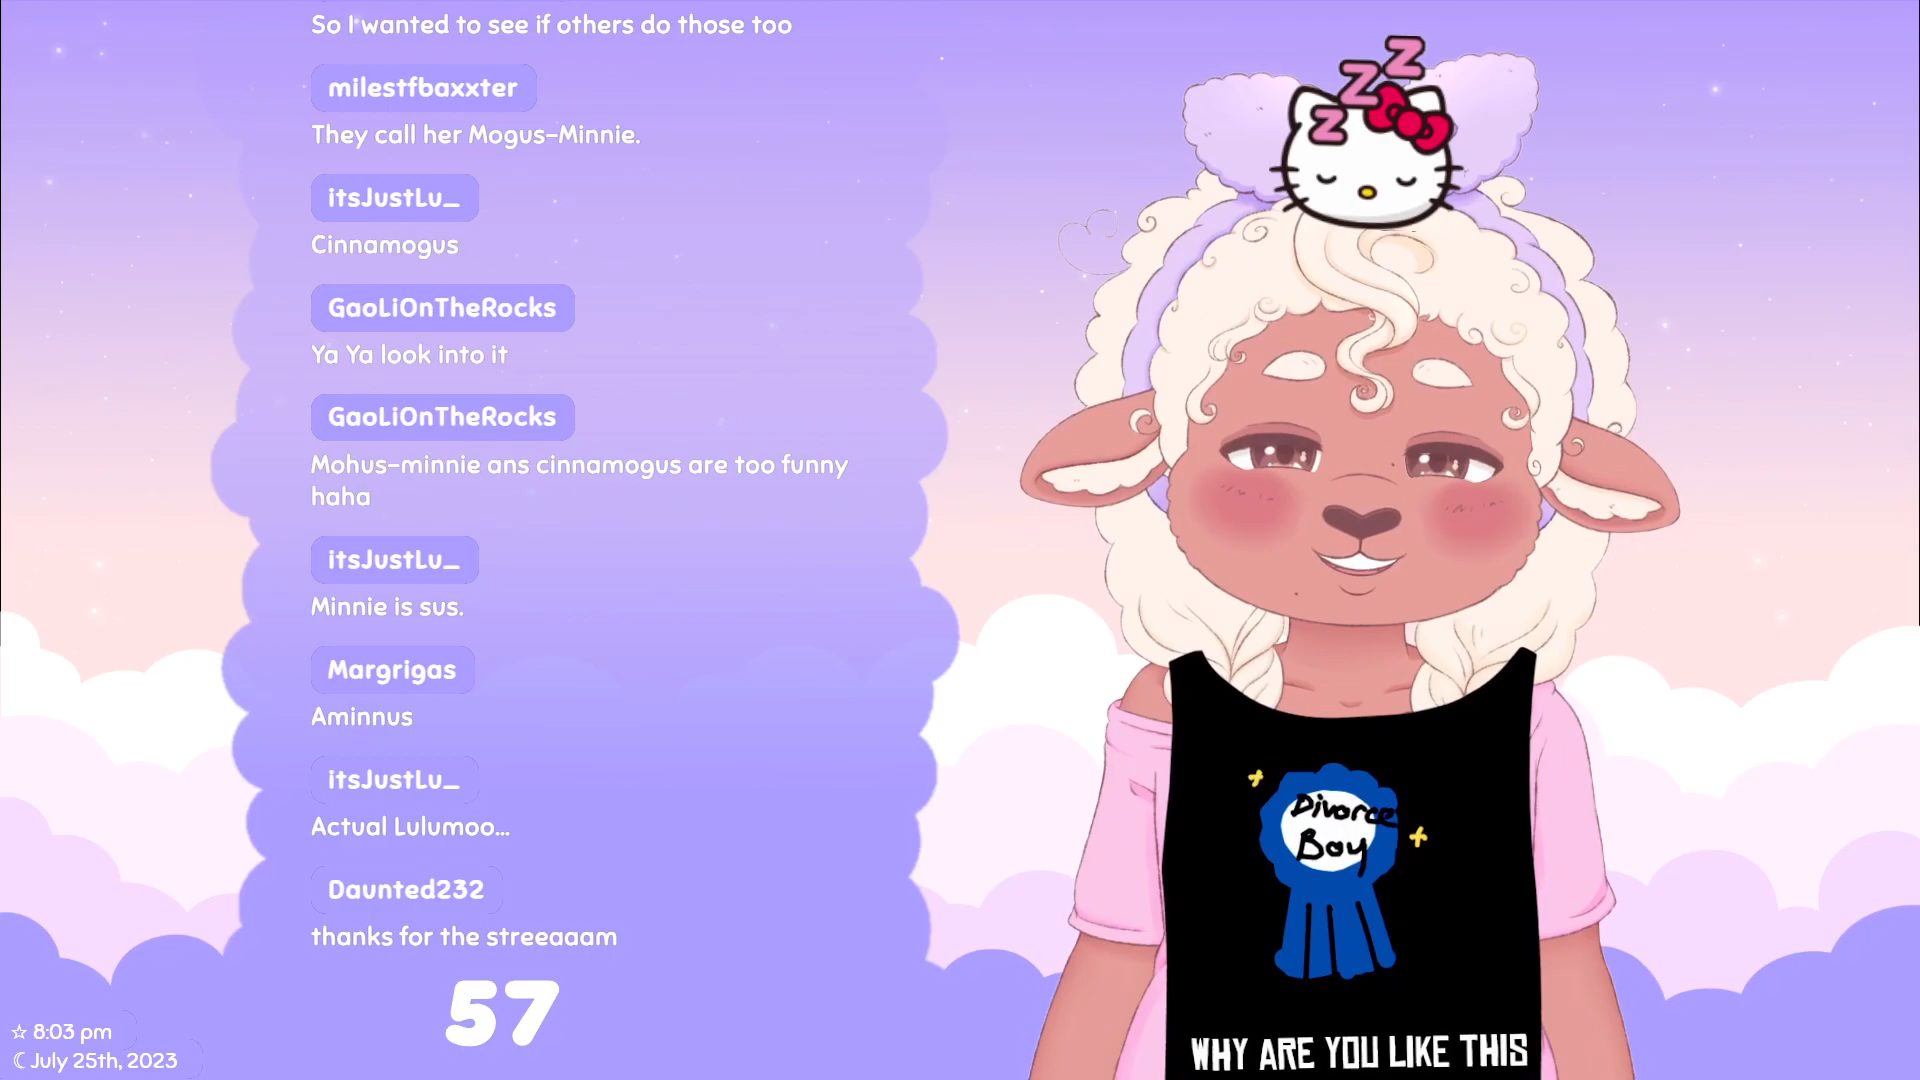 So I wanted to see if others do those too
milestfbaxxter
They call her Mogus-Minnie.
itsJustLu_
Cinnamogus
GaoLiOnTheRocks
Ya Ya look into it
GaoLiOnTheRocks
Mohus-minnie ans cinnamogus are too funny
haha
itsJustLu_
Minnie is sus.
Margrigas
Aminnus
itsJustLu_
Actual Lulumoo...
Daunted232
thanks for the streeaaam
57
☆ 8:03 pm
☾ July 25th, 2023
Z
Z
Z
Divorce
Boy
WHY ARE YOU LIKE THIS